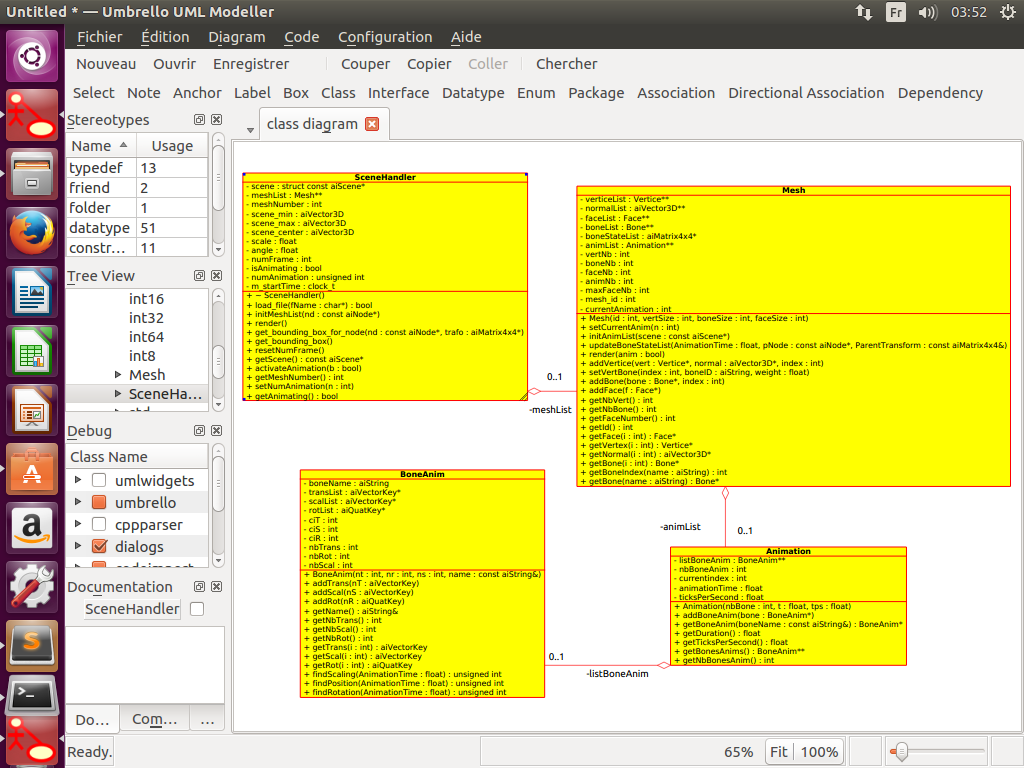 Untitled * — Umbrello UML Modeller
Fr
03:52
Fichier Édition Diagram Code Configuration Aide
Nouveau Ouvrir Enregistrer Couper Copier Coller Chercher
Select Note Anchor Label Box Class Interface Datatype Enum Package Association Directional Association Dependency
Stereotypes
Name Usage
typedef 13
friend 2
folder 1
datatype 51
constr... 11
Tree View
int16
int32
int64
int8
Mesh
SceneHa...
Debug
Class Name
umlwidgets
umbrello
cppparser
dialogs
Documentation
SceneHandler
Do... Com... ...
Ready.
class diagram
SceneHandler
- scene : struct const aiScene*
- meshList : Mesh**
- meshNumber : int
- scene_min : aiVector3D
- scene_max : aiVector3D
- scene_center : aiVector3D
- scale : float
- angle : float
- numFrame : int
- isAnimating : bool
- numAnimation : unsigned int
- m_startTime : clock_t
+ ~ SceneHandler()
+ load_file(fName : char*) : bool
+ initMeshList(nd : const aiNode*)
+ render()
+ get_bounding_box_for_node(nd : const aiNode*, trafo : aiMatrix4x4*)
+ get_bounding_box()
+ resetNumFrame()
+ getScene() : const aiScene*
+ activateAnimation(b : bool)
+ getMeshNumber() : int
+ setNumAnimation(n : int)
+ getAnimating() : bool
0..1
-meshList
Mesh
- verticeList : Vertice**
- normalList : aiVector3D**
- faceList : Face**
- boneList : Bone**
- boneStateList : aiMatrix4x4*
- animList : Animation**
- vertNb : int
- boneNb : int
- faceNb : int
- animNb : int
- maxFaceNb : int
- mesh_id : int
- currentAnimation : int
+ Mesh(id : int, vertSize : int, boneSize : int, faceSize : int)
+ setCurrentAnim(n : int)
+ initAnimList(scene : const aiScene*)
+ updateBoneStateList(AnimationTime : float, pNode : const aiNode*, ParentTransform : const aiMatrix4x4&)
+ render(anim : bool)
+ addVertice(vert : Vertice*, normal : aiVector3D*, index : int)
+ setVertBone(index : int, boneID : aiString, weight : float)
+ addBone(bone : Bone*, index : int)
+ addFace(f : Face*)
+ getNbVert() : int
+ getNbBone() : int
+ getFaceNumber() : int
+ getId() : int
+ getFace(i : int) : Face*
+ getVertex(i : int) : Vertice*
+ getNormal(i : int) : aiVector3D*
+ getBone(i : int) : Bone*
+ getBoneIndex(name : aiString) : int
+ getBone(name : aiString) : Bone*
-animList
0..1
BoneAnim
- boneName : aiString
- transList : aiVectorKey*
- scalList : aiVectorKey*
- rotList : aiQuatKey*
- ciT : int
- ciS : int
- ciR : int
- nbTrans : int
- nbRot : int
- nbScal : int
+ BoneAnim(nt : int, nr : int, ns : int, name : const aiString&)
+ addTrans(nT : aiVectorKey)
+ addScal(nS : aiVectorKey)
+ addRot(nR : aiQuatKey)
+ getName() : aiString&
+ getNbTrans() : int
+ getNbScal() : int
+ getNbRot() : int
+ getTrans(i : int) : aiVectorKey
+ getScal(i : int) : aiVectorKey
+ getRot(i : int) : aiQuatKey
+ findScaling(AnimationTime : float) : unsigned int
+ findPosition(AnimationTime : float) : unsigned int
+ findRotation(AnimationTime : float) : unsigned int
0..1
-listBoneAnim
Animation
- listBoneAnim : BoneAnim**
- nbBoneAnim : int
- currentindex : int
- animationTime : float
- ticksPerSecond : float
+ Animation(nbBone : int, t : float, tps : float)
+ addBoneAnim(bone : BoneAnim*)
+ getBoneAnim(boneName : const aiString&) : BoneAnim*
+ getDuration() : float
+ getTicksPerSecond() : float
+ getBonesAnims() : BoneAnim**
+ getNbBonesAnim() : int
65% Fit 100%